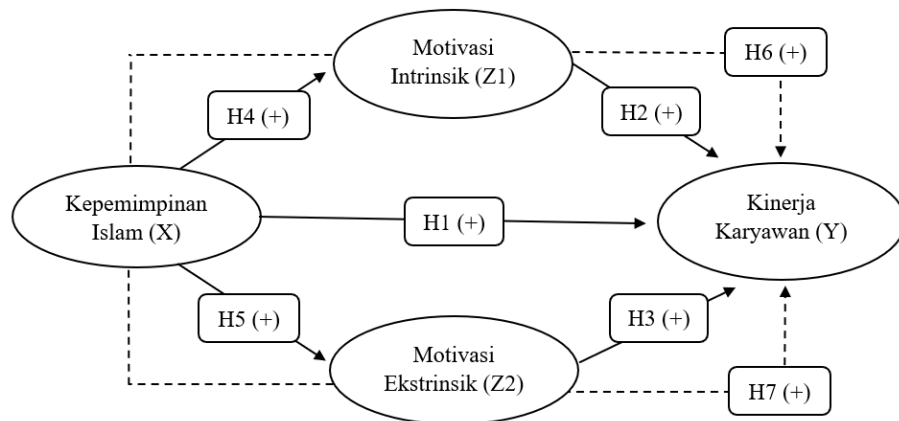 Motivasi
Intrinsik (Z1)
H6 (+)
H4 (+)
H2 (+)
Kepemimpinan
Islam (X)
H1 (+)
Kinerja
Karyawan (Y)
H5 (+)
H3 (+)
Motivasi
Ekstrinsik (Z2)
H7 (+)